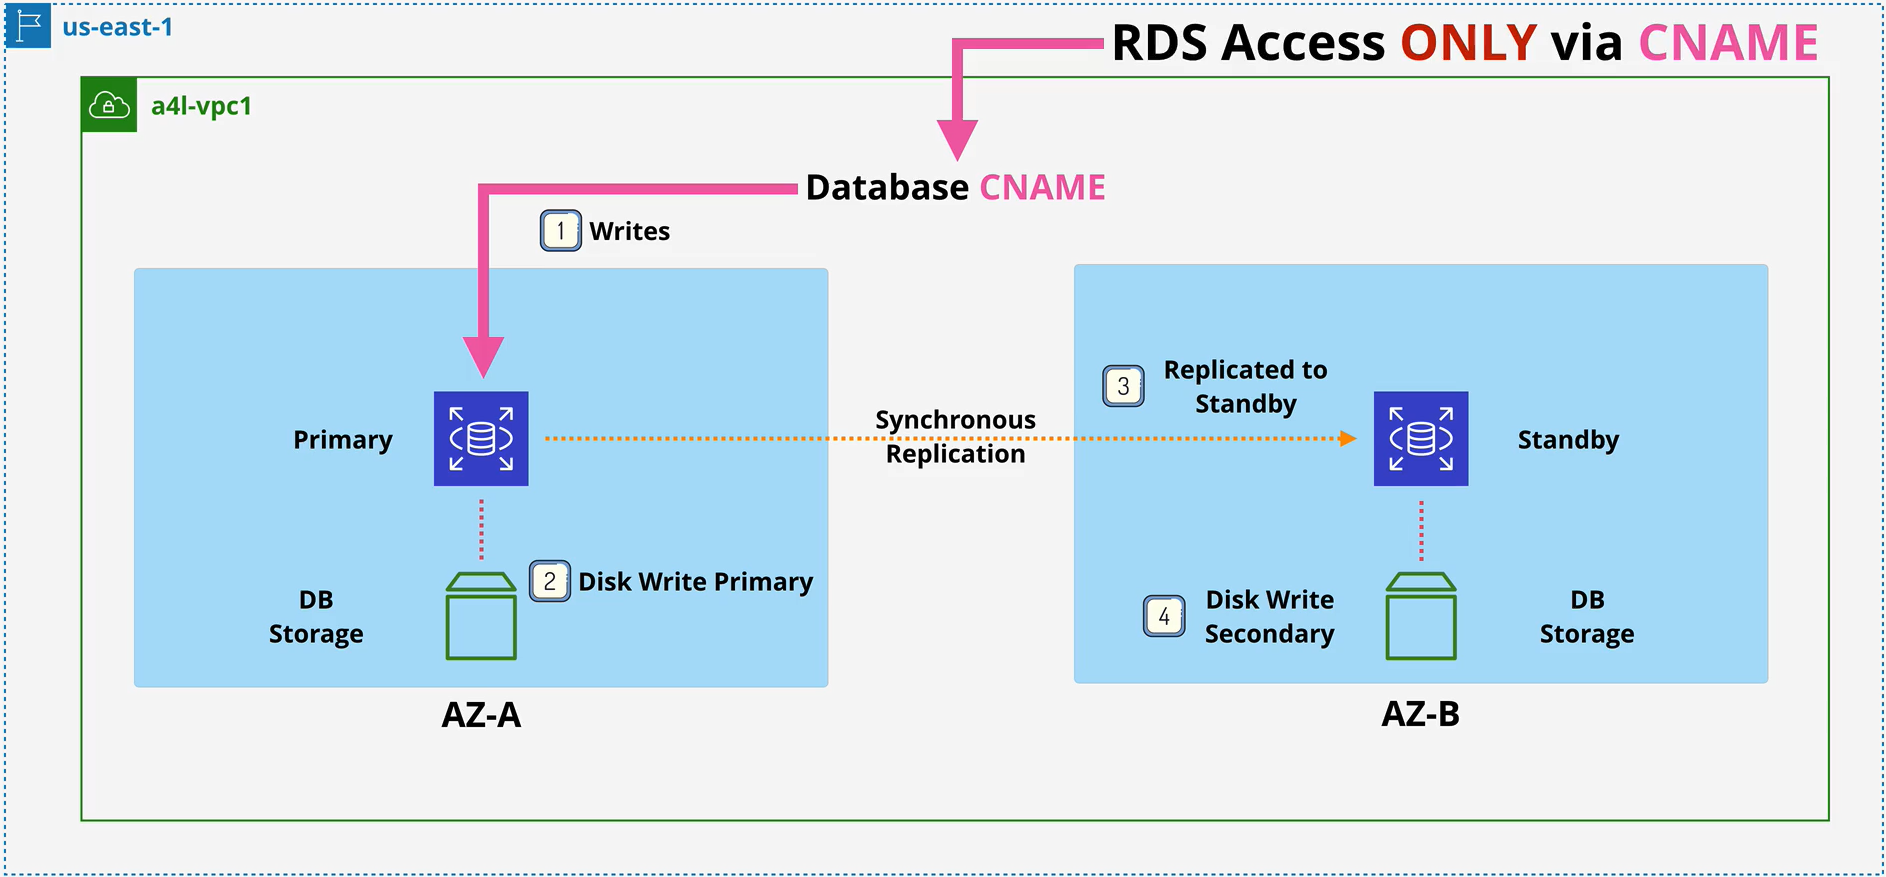 us-east-1
RDS Access ONLY via CNAME
a4l-vpc1
Database CNAME
1 Writes
3 Replicated to
Standby
Synchronous
Replication
Primary
Standby
2 Disk Write Primary
DB
Storage
4 Disk Write
Secondary
DB
Storage
AZ-A
AZ-B